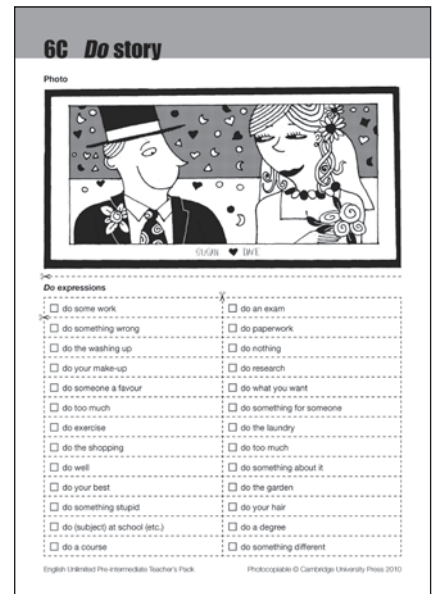 6C Do story
Photo
SUSAN ♥ DAVE
Do expressions
do some work
do an exam
do something wrong
do paperwork
do the washing up
do nothing
do your make-up
do research
do someone a favour
do what you want
do too much
do something for someone
do exercise
do the laundry
do the shopping
do too much
do well
do something about it
do your best
do the garden
do something stupid
do your hair
do (subject) at school (etc.)
do a degree
do a course
do something different
English Unlimited Pre-intermediate Teacher's Pack
Photocopiable © Cambridge University Press 2010